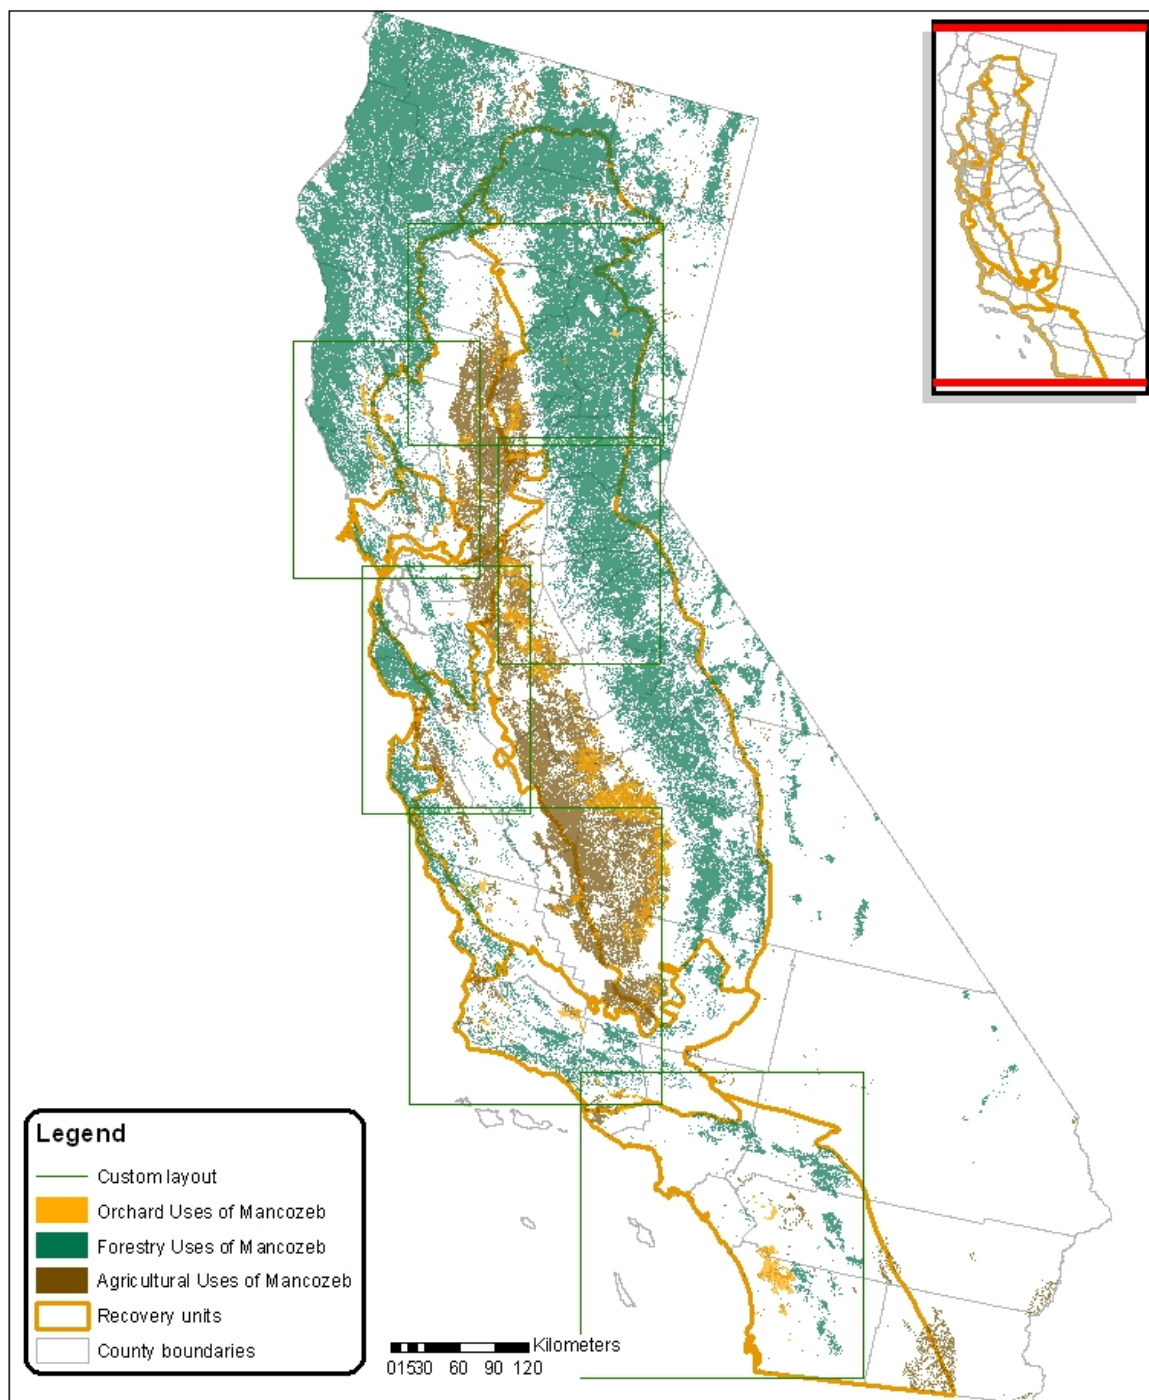 Legend
Custom layout
Orchard Uses of Mancozeb
Forestry Uses of Mancozeb
Agricultural Uses of Mancozeb
Recovery units
County boundaries
Kilometers
01530 60 90 120